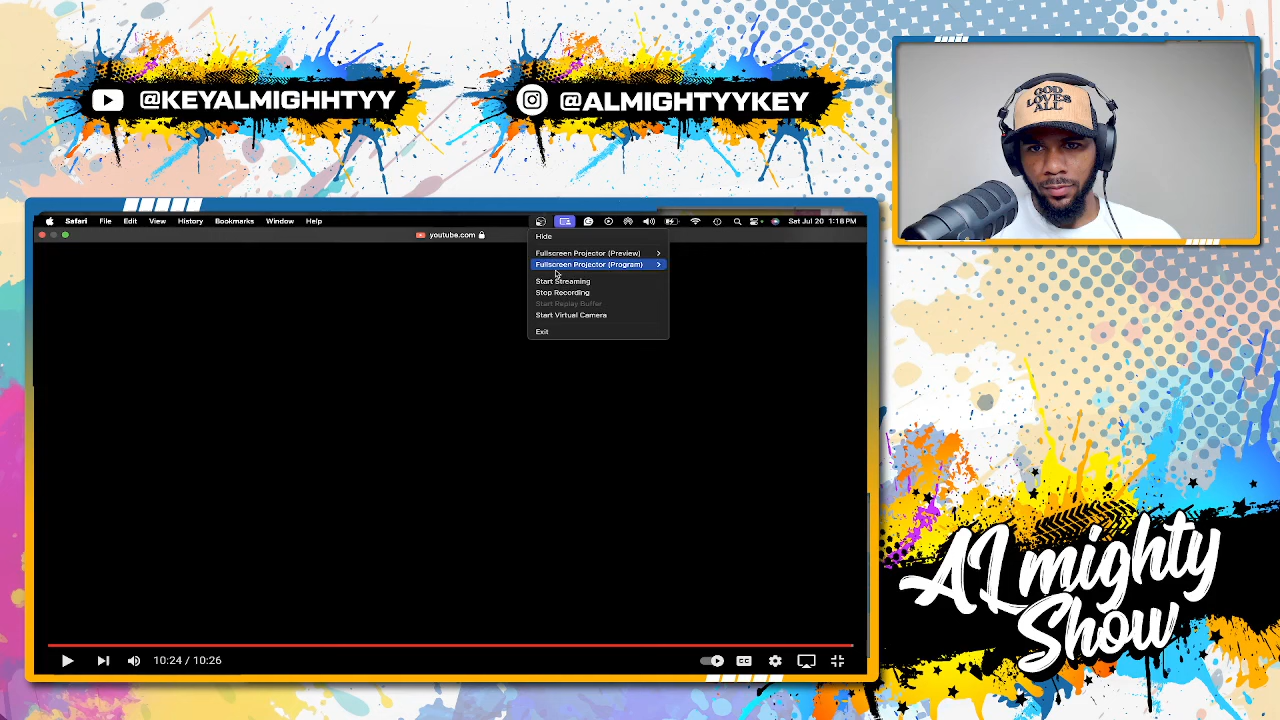 @KEYALMIGHHTYY
@ALMIGHTYYKEY
GOD
LOVES
ALL
Safari File Edit View History Bookmarks Window Help
Sat Jul 20 1:18 PM
youtube.com
Hide
Fullscreen Projector (Preview)
Fullscreen Projector (Program)
Start Streaming
Stop Recording
Start Replay Buffer
Start Virtual Camera
Exit
10:24 / 10:26
CC
ALmighty
Show